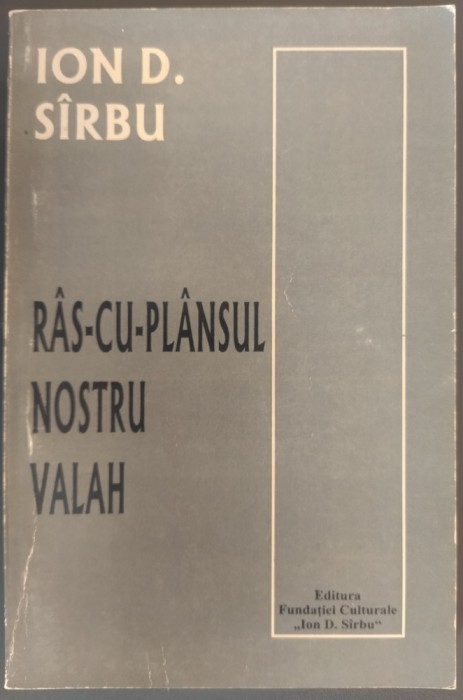 ION D.
SÎRBU
RÂS-CU-PLÂNSUL
NOSTRU
VALAH
Editura
Fundației Culturale
„Ion D. Sîrbu“